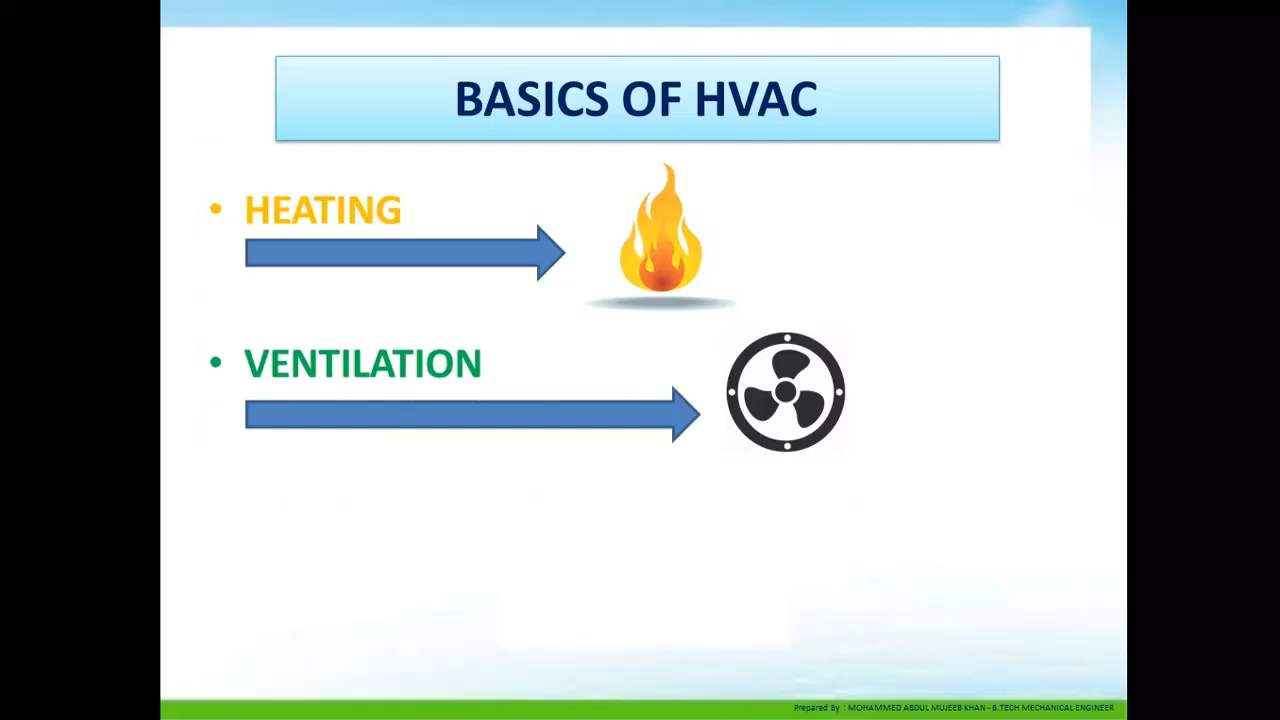 BASICS OF HVAC
• HEATING
• VENTILATION
Prepared By : MOHAMMED ABDUL MUJEEB KHAN - B.TECH MECHANICAL ENGINEER